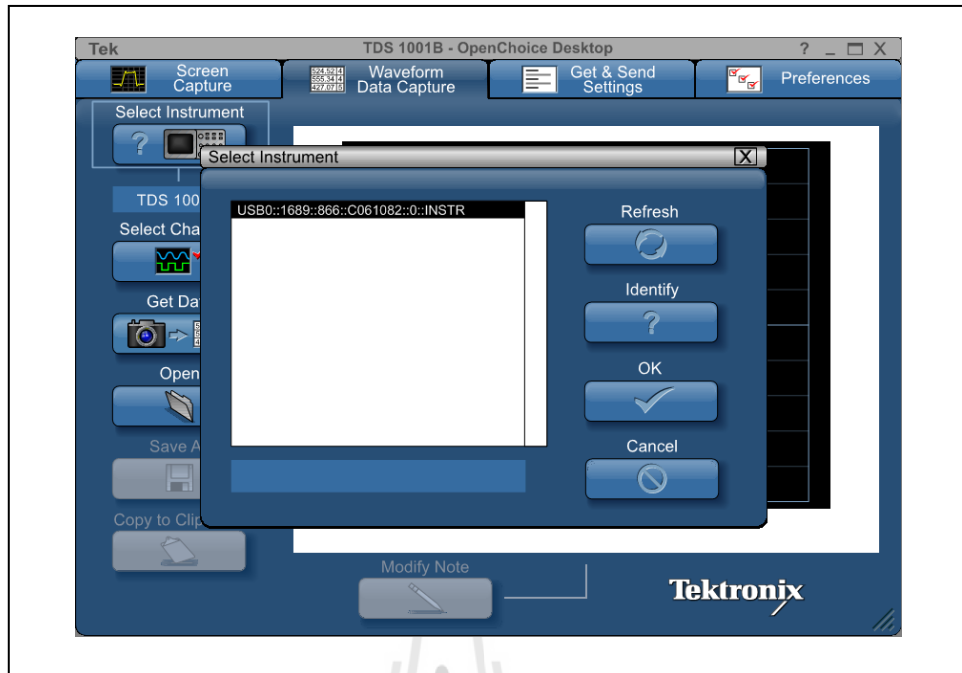 Tek TDS 1001B - OpenChoice Desktop ? _ X
Screen Capture
Waveform Data Capture
Get & Send Settings
Preferences
Select Instrument
TDS 100
Select Cha
Get Da
Open
Save A
Copy to Clip
Select Instrument X
USB0::1689::866::C061082::0::INSTR
Refresh
Identify
?
OK
Cancel
Modify Note
Tektronix